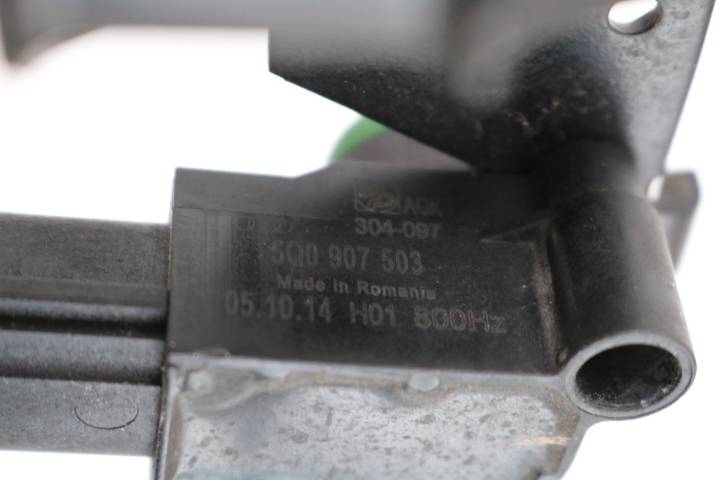 304-097
5Q0 907 503
Made in Romania
05.10.14 H01 800Hz